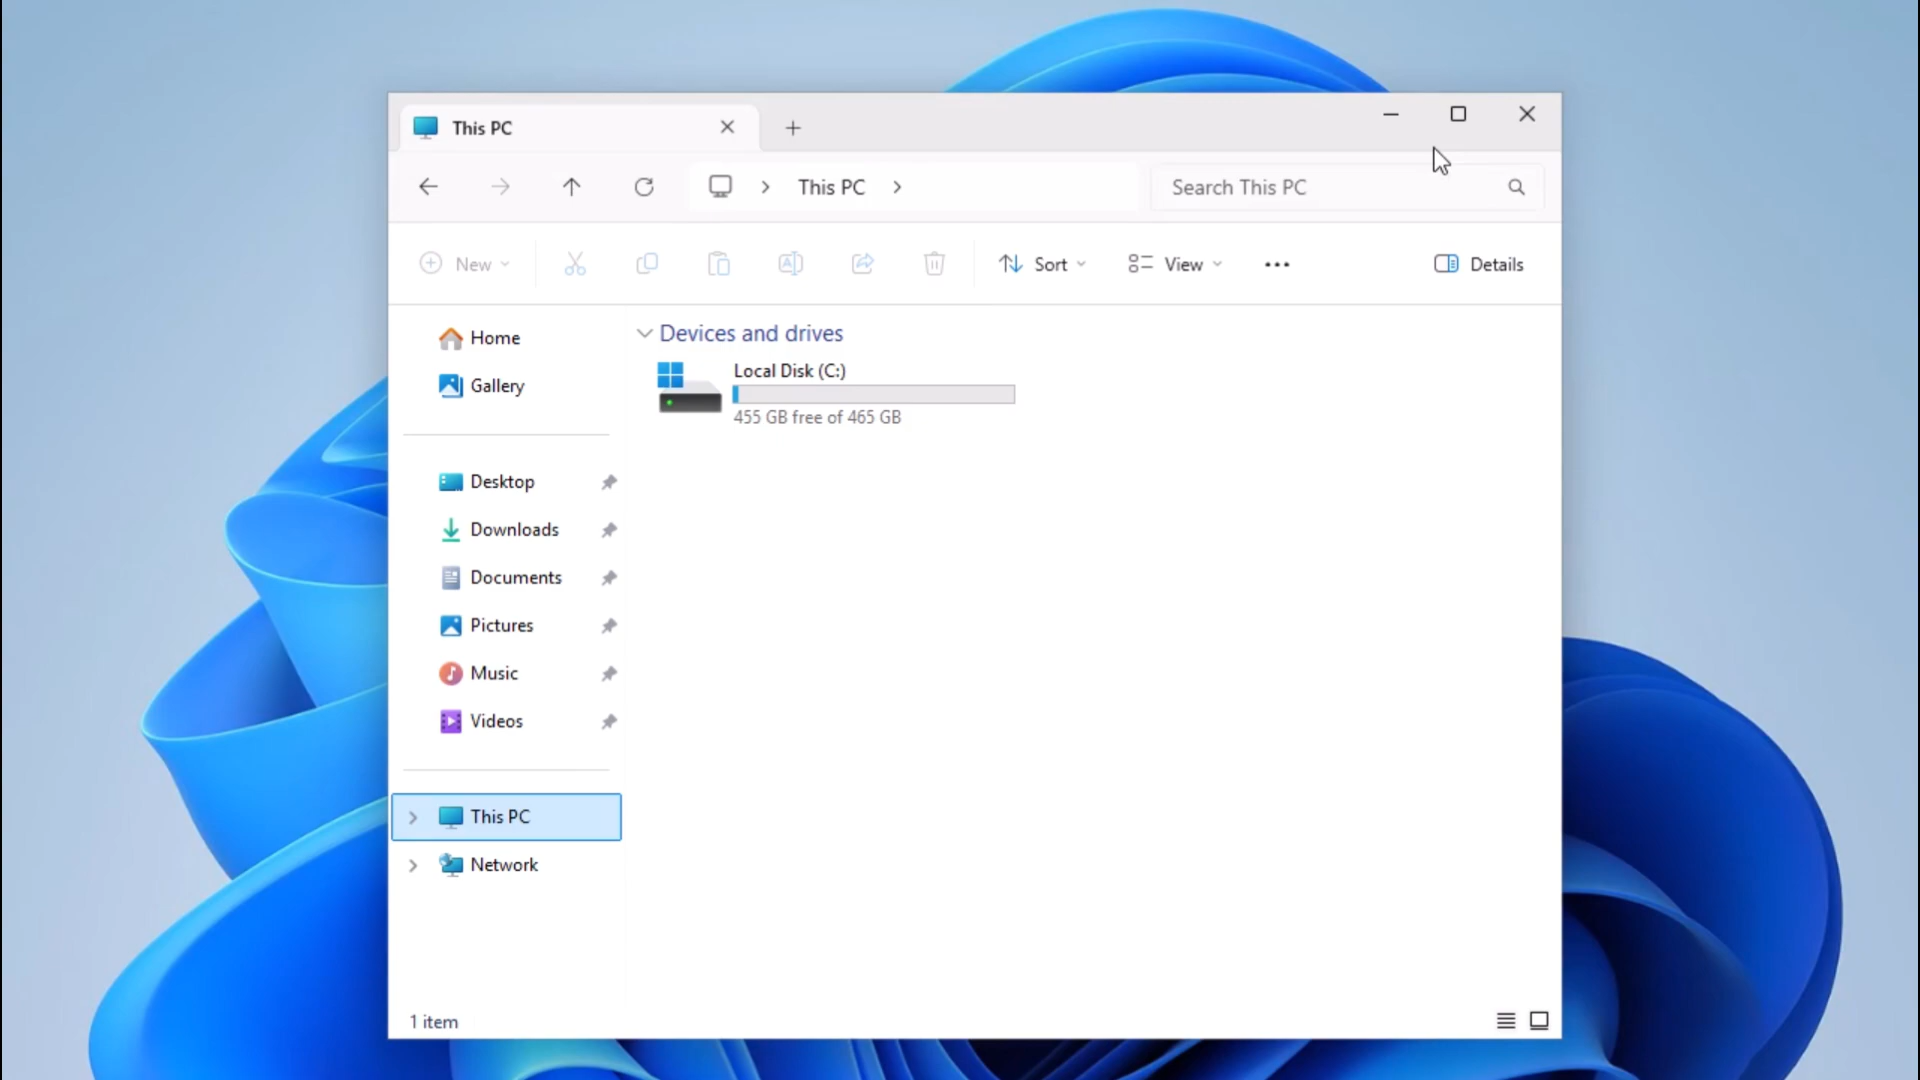 This PC
This PC
Search This PC
New
Sort
View
Details
Home
Gallery
Desktop
Downloads
Documents
Pictures
Music
Videos
This PC
Network
Devices and drives
Local Disk (C:)
455 GB free of 465 GB
1 item